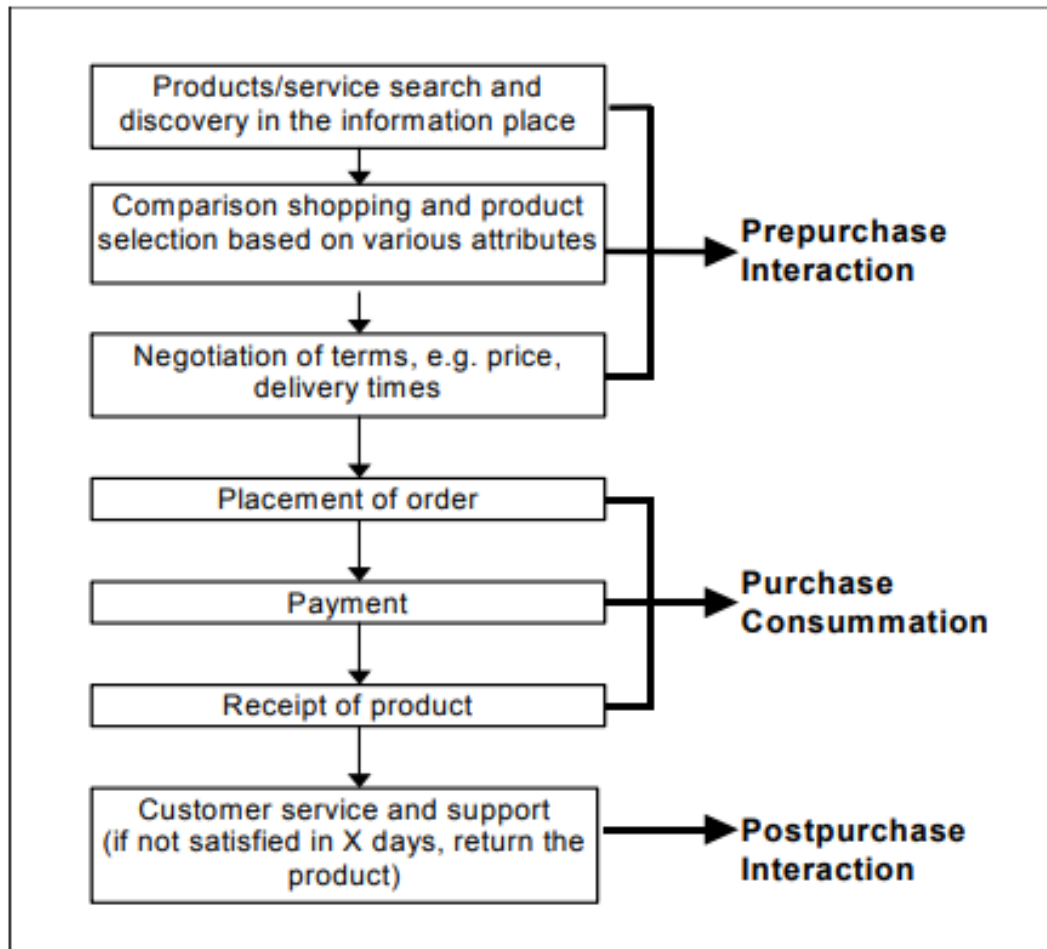 Products/service search and
discovery in the information place
Comparison shopping and product
selection based on various attributes
Prepurchase
Interaction
Negotiation of terms, e.g. price,
delivery times
Placement of order
Payment
Purchase
Consummation
Receipt of product
Customer service and support
(if not satisfied in X days, return the
product)
Postpurchase
Interaction